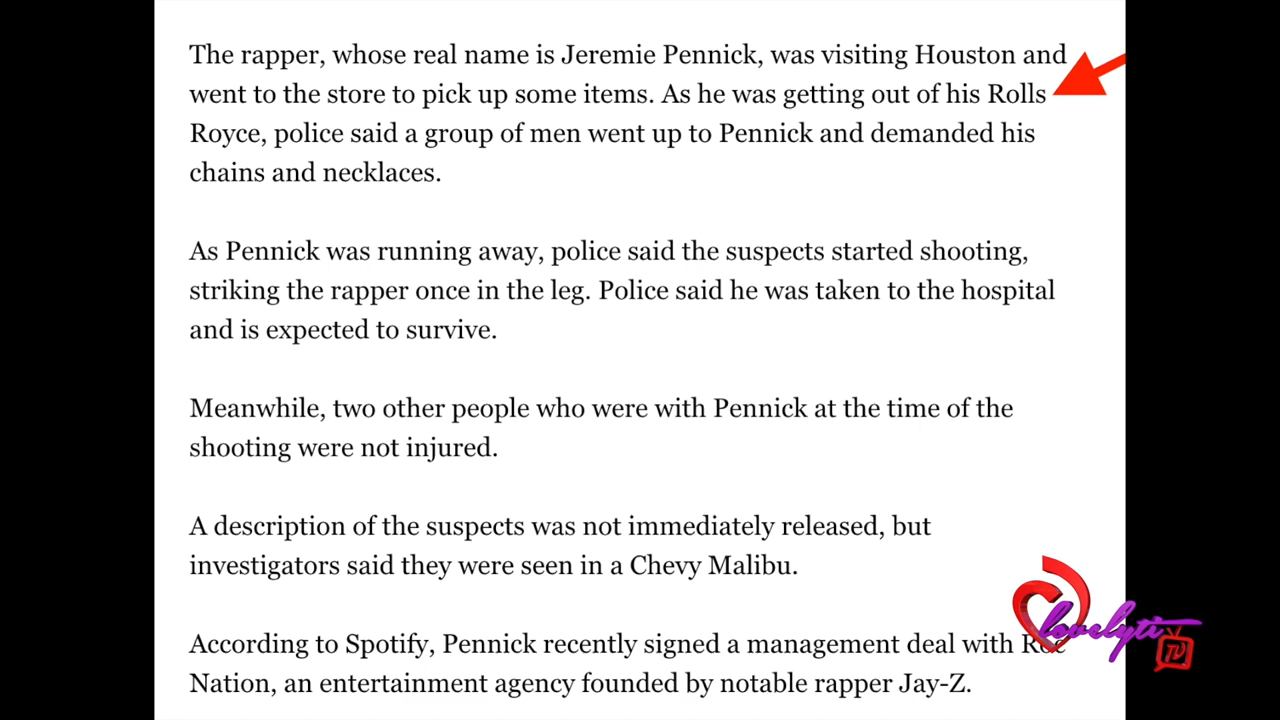 The rapper, whose real name is Jeremie Pennick, was visiting Houston and
went to the store to pick up some items. As he was getting out of his Rolls
Royce, police said a group of men went up to Pennick and demanded his
chains and necklaces.
As Pennick was running away, police said the suspects started shooting,
striking the rapper once in the leg. Police said he was taken to the hospital
and is expected to survive.
Meanwhile, two other people who were with Pennick at the time of the
shooting were not injured.
A description of the suspects was not immediately released, but
investigators said they were seen in a Chevy Malibu.
According to Spotify, Pennick recently signed a management deal with Roc
Nation, an entertainment agency founded by notable rapper Jay-Z.
lovelyti
TV